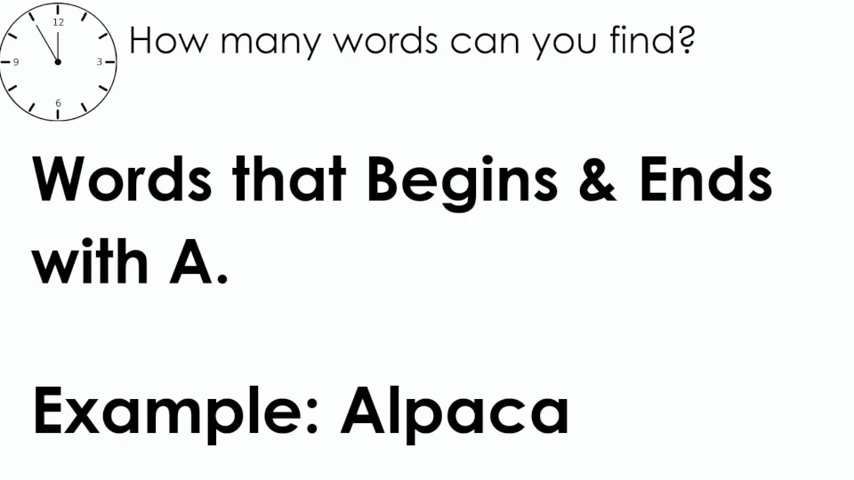 12
9
3
6
How many words can you find?
Words that Begins & Ends
with A.
Example: Alpaca